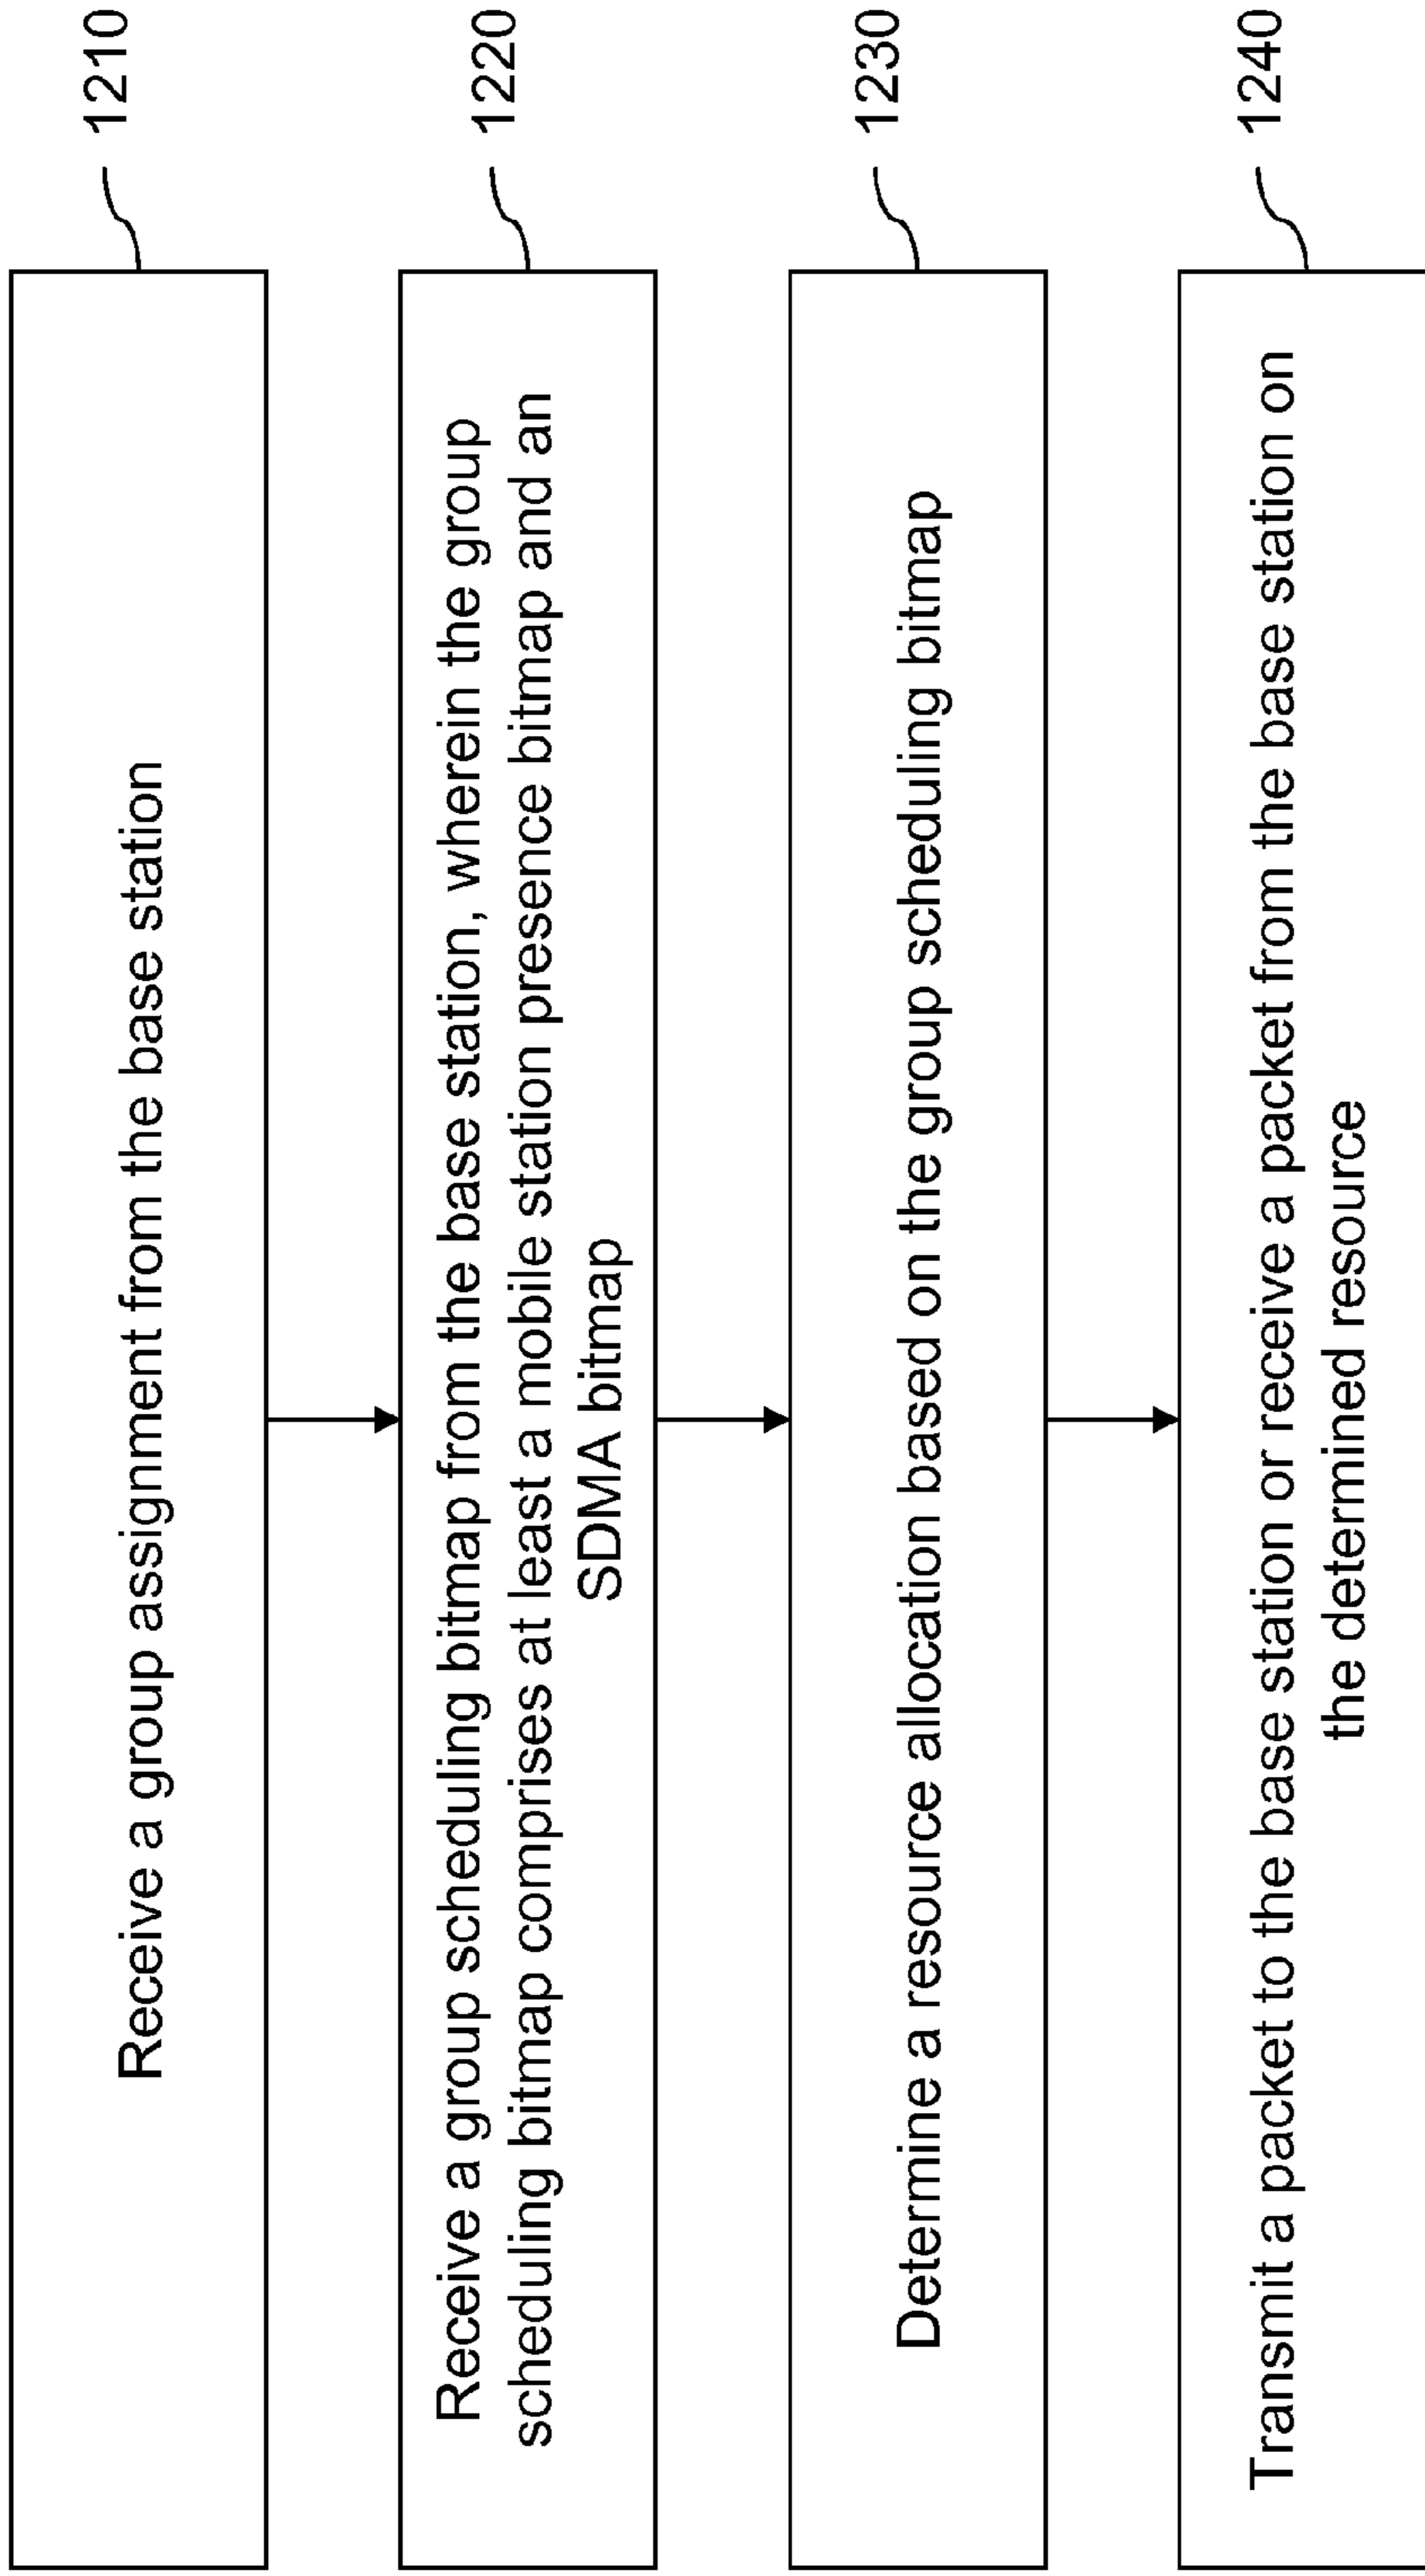 Receive a group assignment from the base station
1210
Receive a group scheduling bitmap from the base station, wherein the group
scheduling bitmap comprises at least a mobile station presence bitmap and an
SDMA bitmap
1220
Determine a resource allocation based on the group scheduling bitmap
1230
Transmit a packet to the base station or receive a packet from the base station on
the determined resource
1240